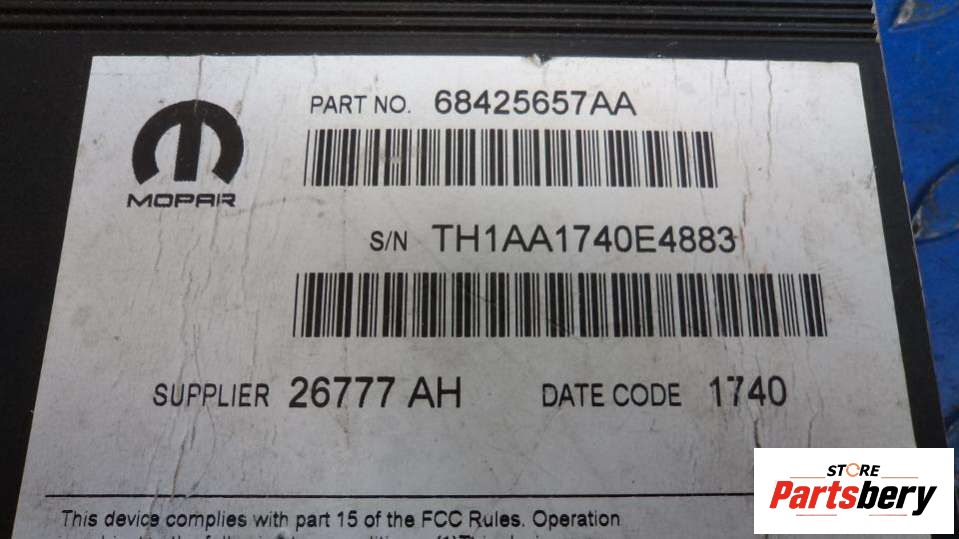 MOPAR
PART NO. 68425657AA
S/N TH1AA1740E4883
SUPPLIER 26777 AH DATE CODE 1740
This device complies with part 15 of the FCC Rules. Operation
STORE
Partsbery